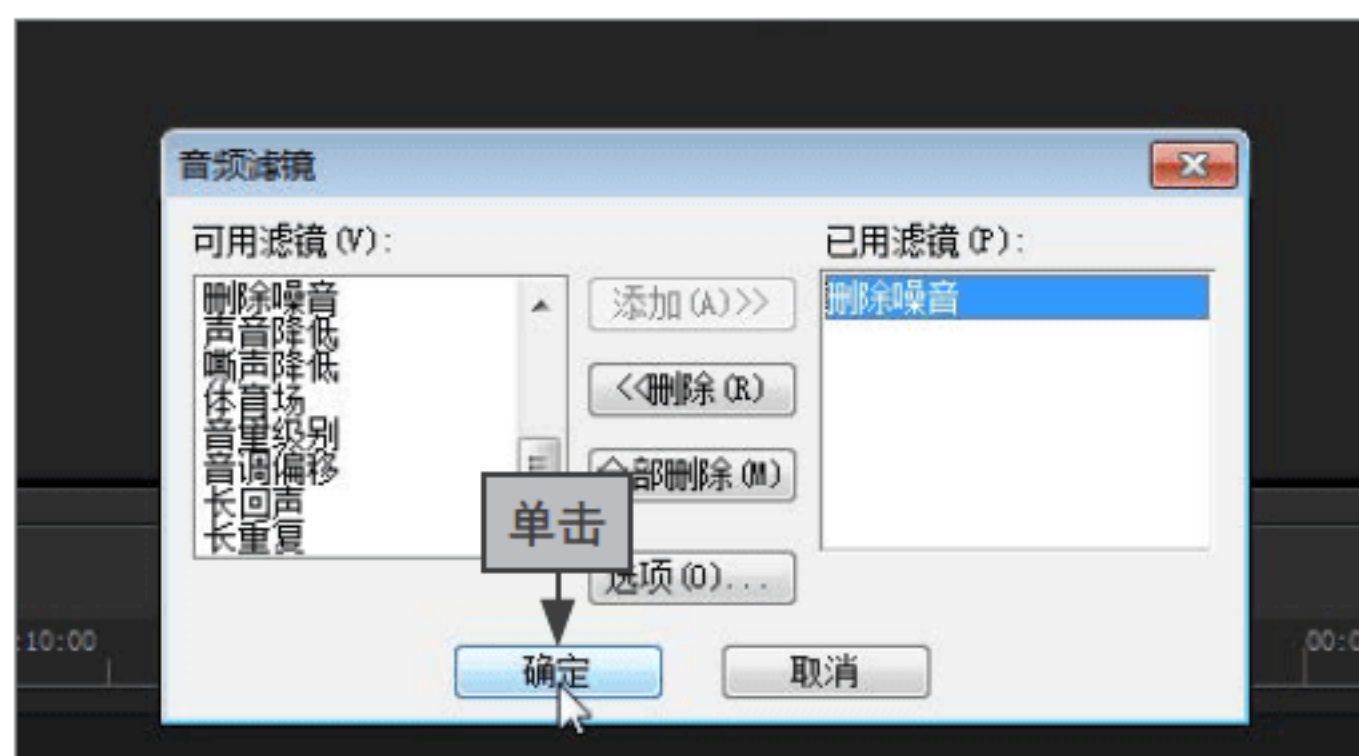 音频滤镜
可用滤镜(V):
已用滤镜(P):
删除噪音
声音降低
嘶声降低
体育场
音量级别
音调偏移
长回声
长重复
添加(A)>>
<<删除(R)
全部删除(M)
选项(O)...
删除噪音
单击
确定
取消
:10:00
00:0